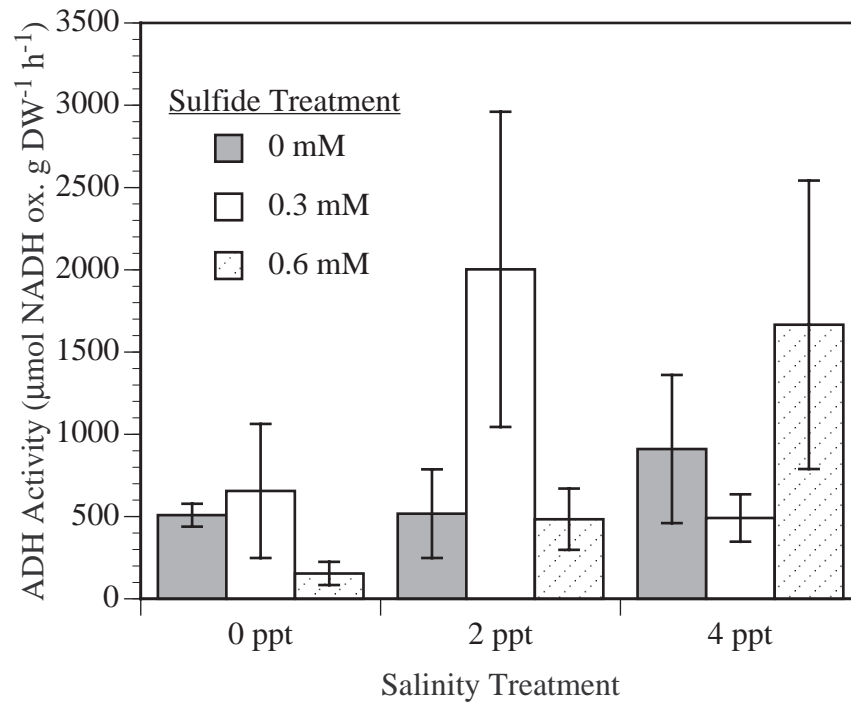 ADH Activity (µmol NADH ox. g DW-1 h-1)
3500
3000
2500
2000
1500
1000
500
0
Sulfide Treatment
0 mM
0.3 mM
0.6 mM
0 ppt
2 ppt
4 ppt
Salinity Treatment